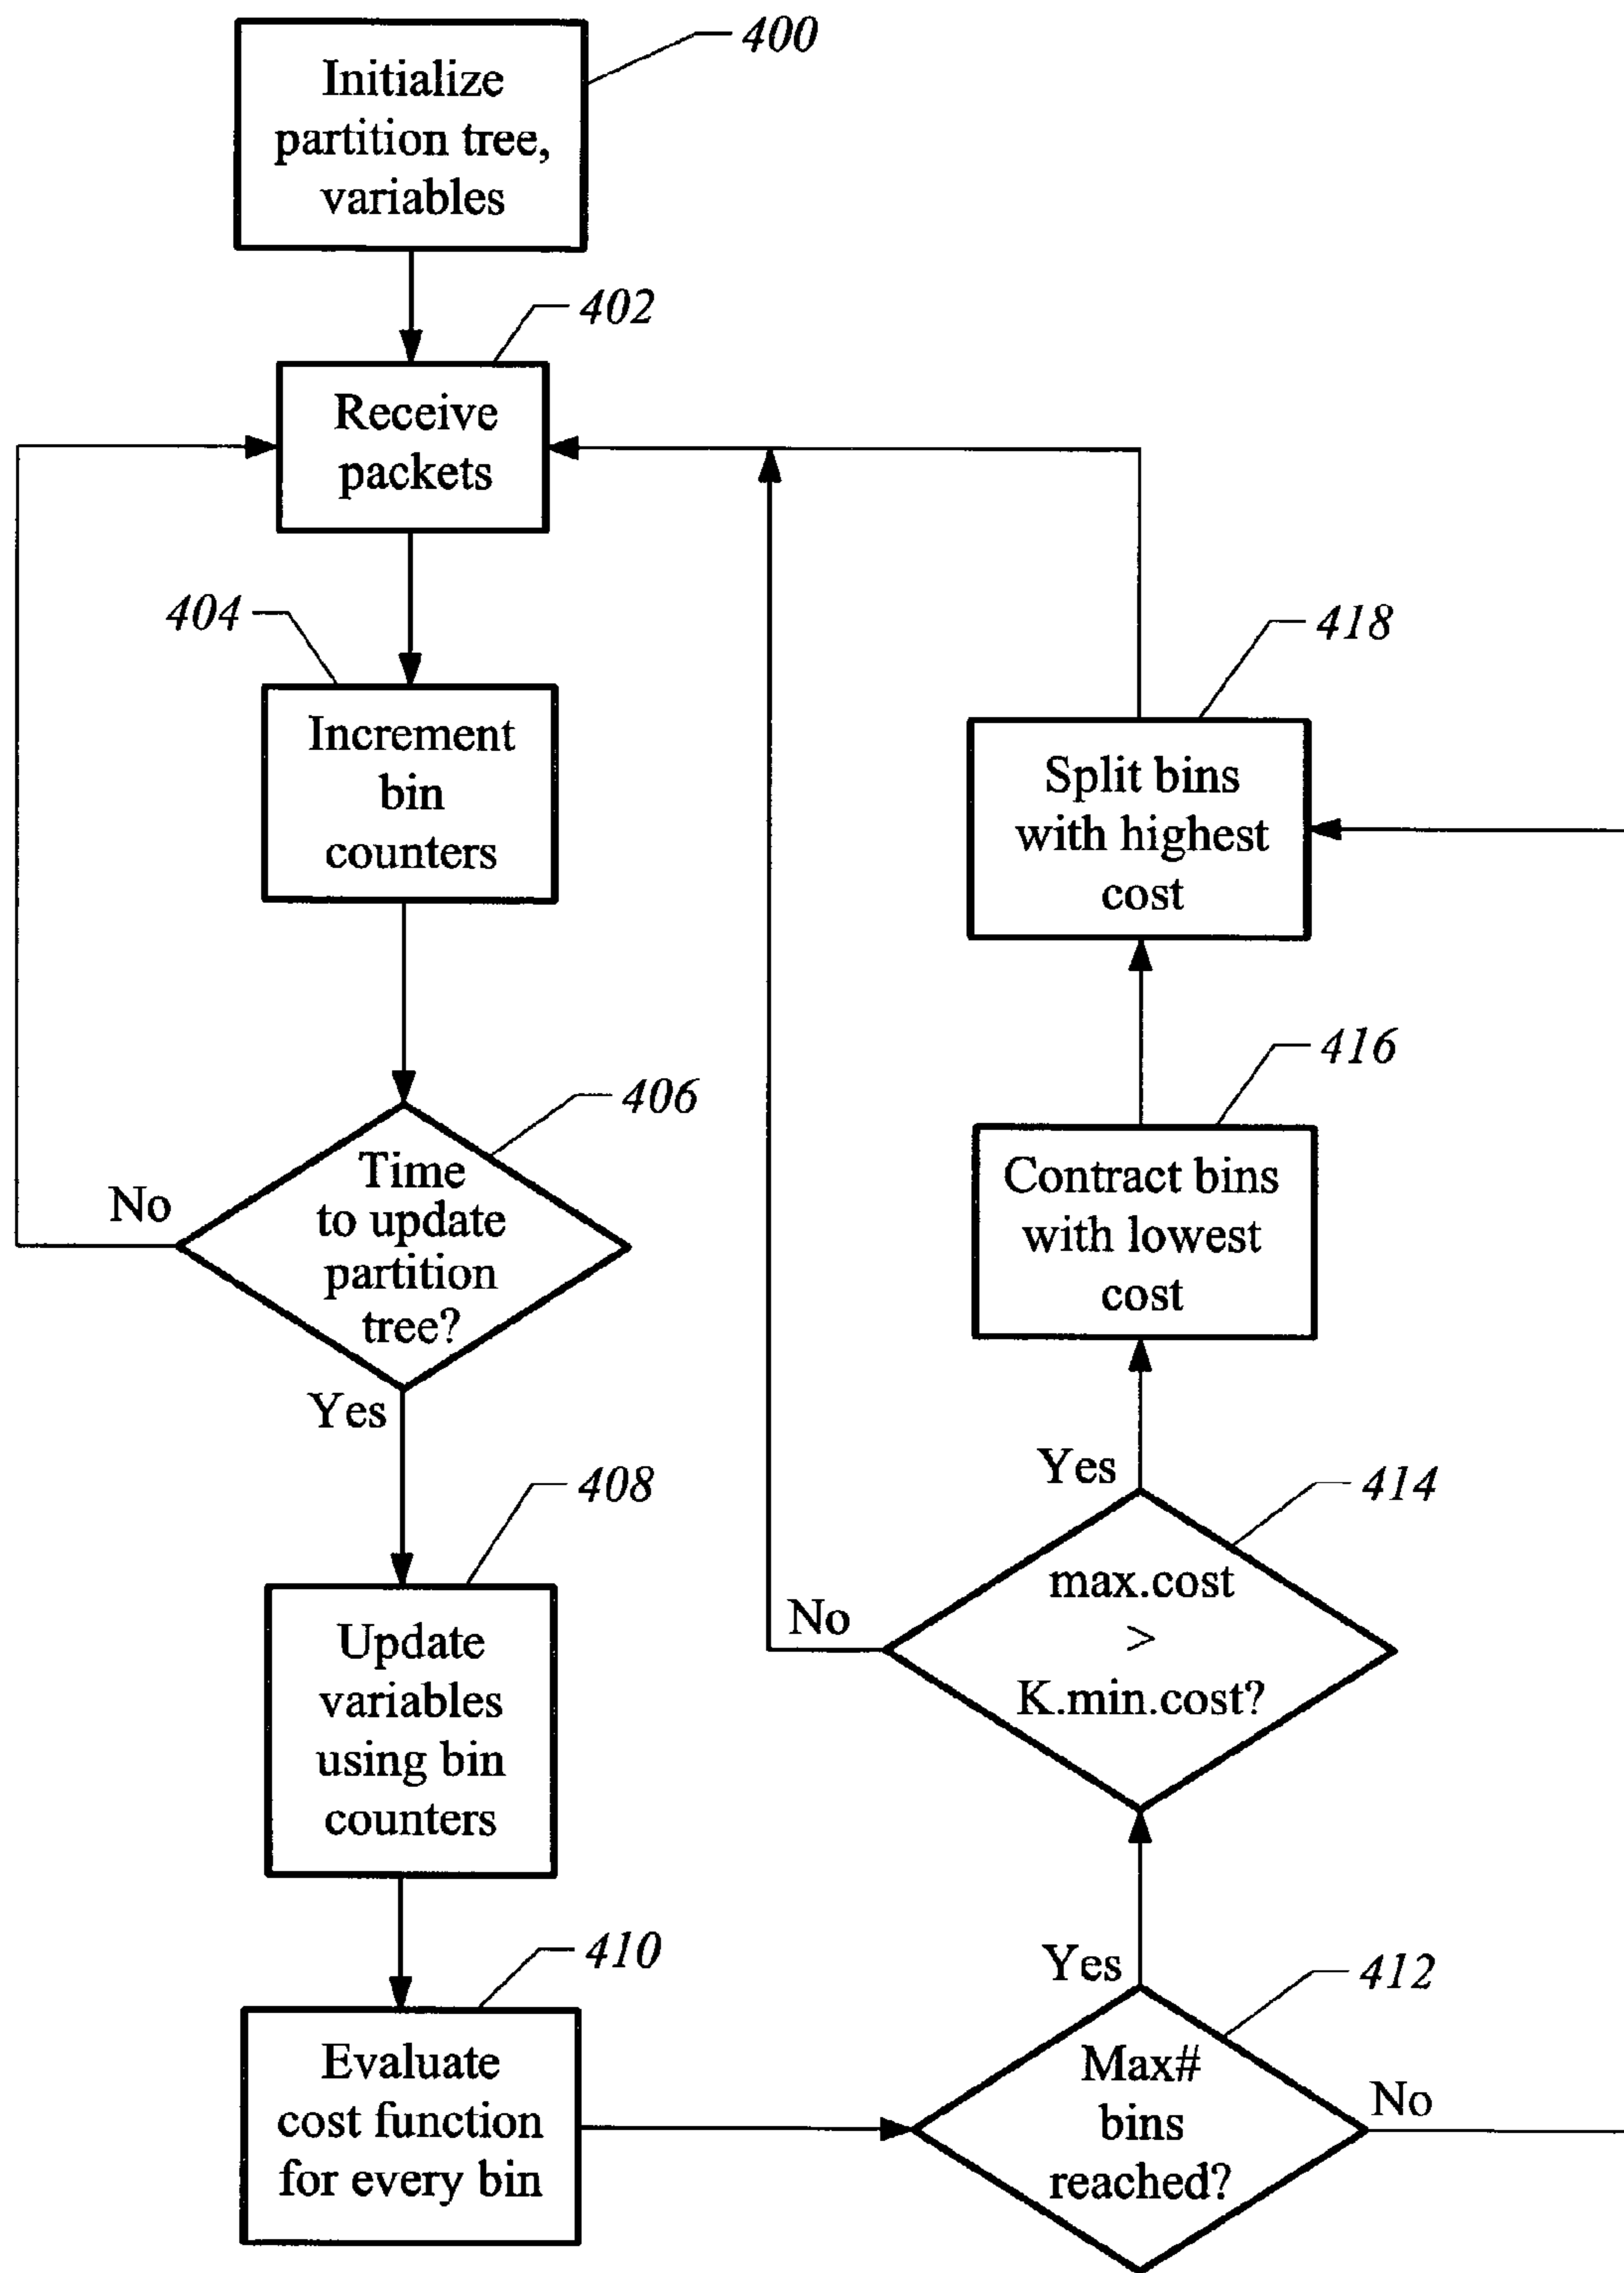 400
Initialize
partition tree,
variables
402
Receive
packets
404
Increment
bin
counters
406
Time
to update
partition
tree?
No
Yes
408
Update
variables
using bin
counters
410
Evaluate
cost function
for every bin
412
Max#
bins
reached?
No
Yes
414
max.cost
>
K.min.cost?
No
Yes
416
Contract bins
with lowest
cost
418
Split bins
with highest
cost